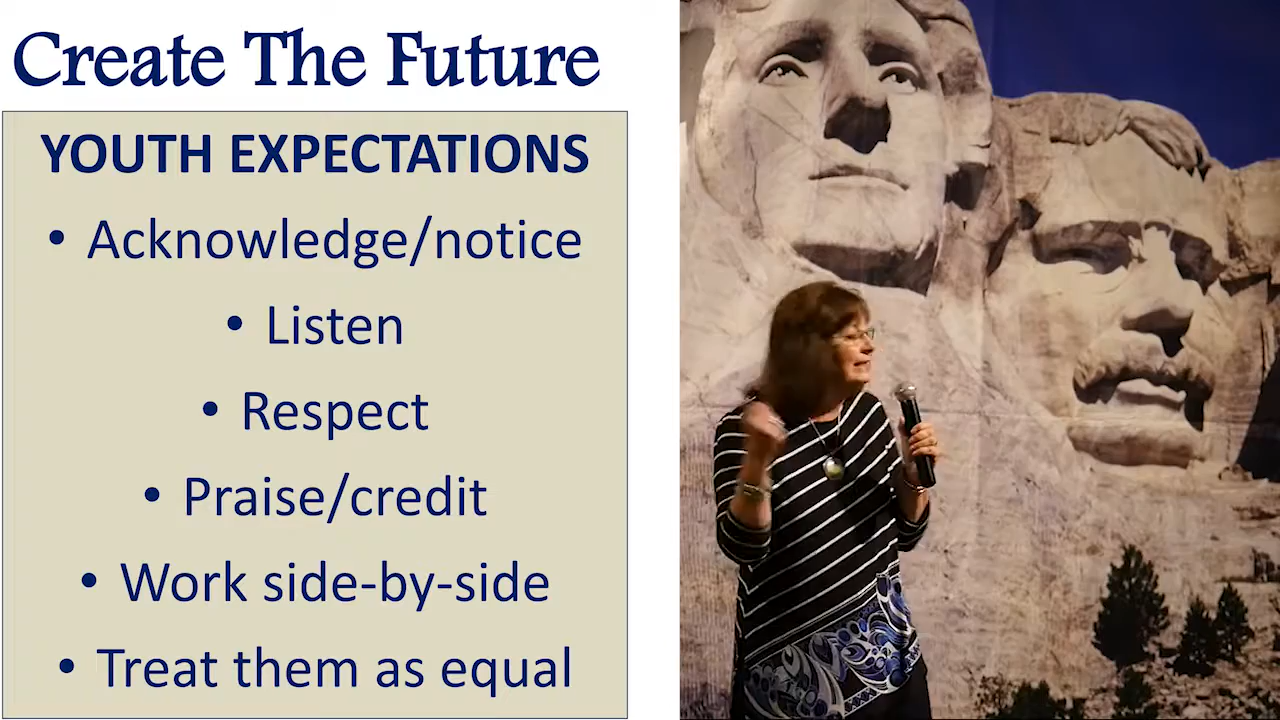 Create The Future
YOUTH EXPECTATIONS
• Acknowledge/notice
• Listen
• Respect
• Praise/credit
• Work side-by-side
• Treat them as equal